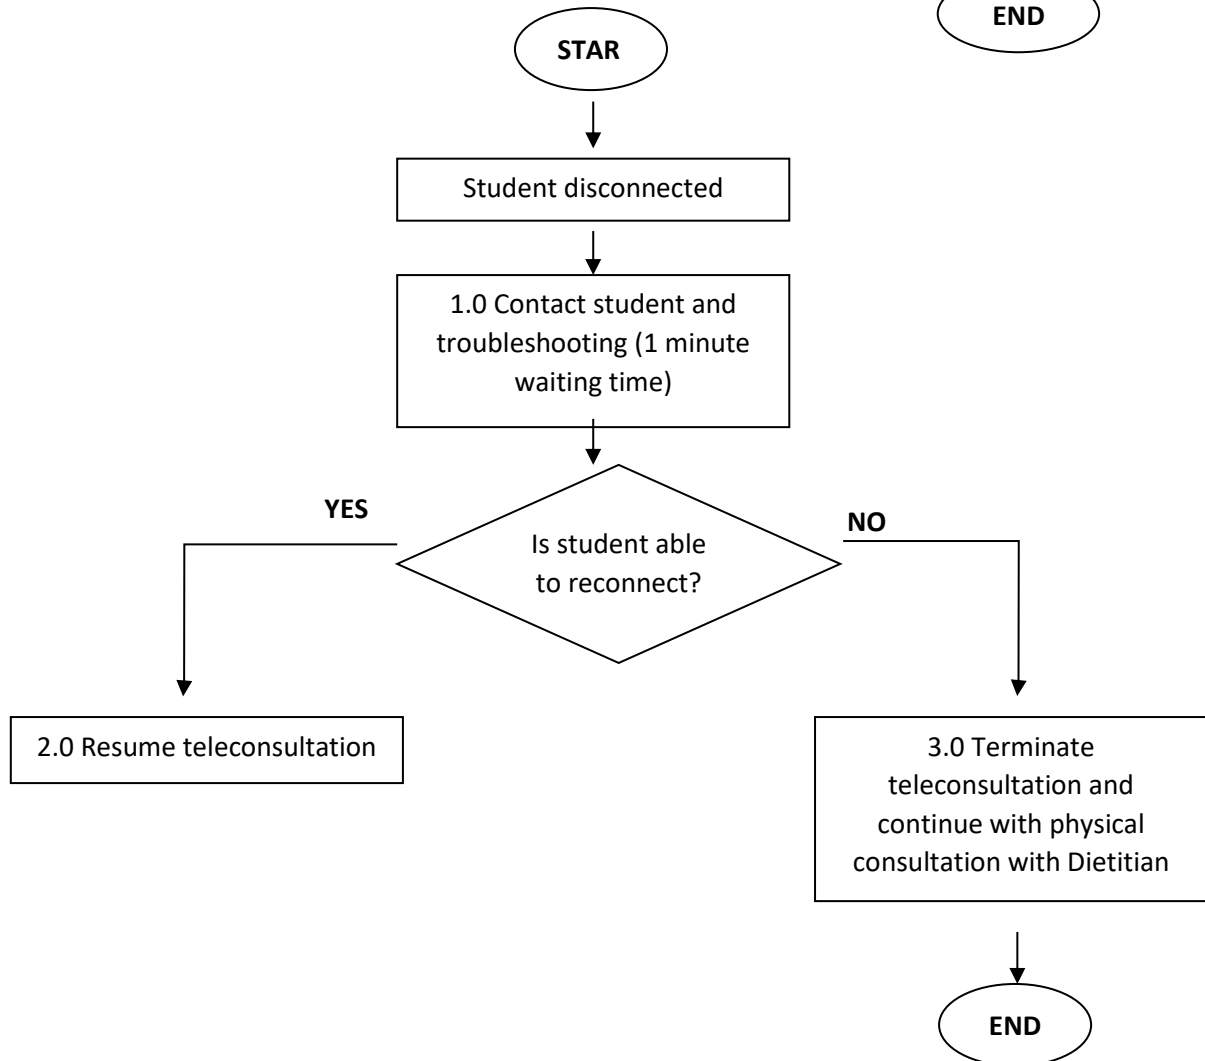 END
STAR
Student disconnected
1.0 Contact student and
troubleshooting (1 minute
waiting time)
YES
NO
Is student able
to reconnect?
2.0 Resume teleconsultation
3.0 Terminate
teleconsultation and
continue with physical
consultation with Dietitian
END